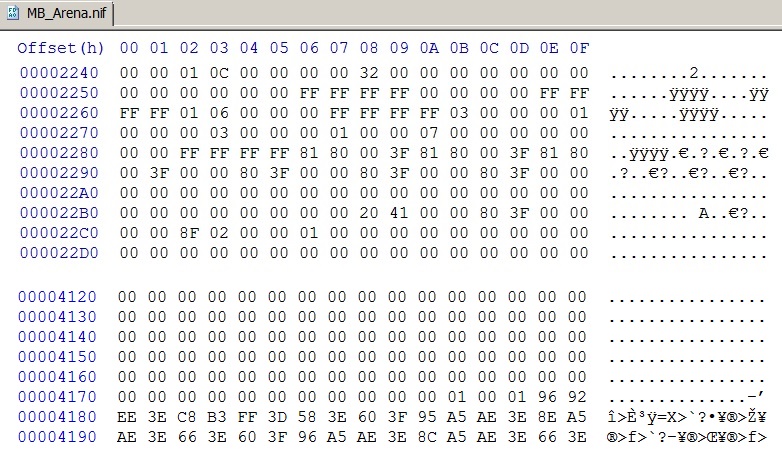 MB_Arena.nif
Offset(h) 00 01 02 03 04 05 06 07 08 09 0A 0B 0C 0D 0E 0F
00002240 00 00 01 0C 00 00 00 00 32 00 00 00 00 00 00 00 ........2.......
00002250 00 00 00 00 00 00 FF FF FF FF 00 00 00 00 FF FF ......ÿÿÿÿ....ÿÿ
00002260 FF FF 01 06 00 00 00 FF FF FF FF 03 00 00 00 01 ÿÿ.....ÿÿÿÿ.....
00002270 00 00 00 03 00 00 00 01 00 00 07 00 00 00 00 00 ................
00002280 00 00 FF FF FF FF 81 80 00 3F 81 80 00 3F 81 80 ..ÿÿÿÿ.€.?.€.?.€
00002290 00 3F 00 00 80 3F 00 00 80 3F 00 00 80 3F 00 00 .?..€?..€?..€?..
000022A0 00 00 00 00 00 00 00 00 00 00 00 00 00 00 00 00 ................
000022B0 00 00 00 00 00 00 00 00 20 41 00 00 80 3F 00 00 ........ A..€?..
000022C0 00 00 8F 02 00 00 01 00 00 00 00 00 00 00 00 00 ................
000022D0 00 00 00 00 00 00 00 00 00 00 00 00 00 00 00 00 ................
00004120 00 00 00 00 00 00 00 00 00 00 00 00 00 00 00 00 ................
00004130 00 00 00 00 00 00 00 00 00 00 00 00 00 00 00 00 ................
00004140 00 00 00 00 00 00 00 00 00 00 00 00 00 00 00 00 ................
00004150 00 00 00 00 00 00 00 00 00 00 00 00 00 00 00 00 ................
00004160 00 00 00 00 00 00 00 00 00 00 00 00 00 00 00 00 ................
00004170 00 00 00 00 00 00 00 00 00 00 00 01 00 01 96 92 ..............–’
00004180 EE 3E C8 B3 FF 3D 58 3E 60 3F 95 A5 AE 3E 8E A5 î>È³ÿ=X>`?•¥®>Ž¥
00004190 AE 3E 66 3E 60 3F 96 A5 AE 3E 8C A5 AE 3E 66 3E ®>f>`?–¥®>Œ¥®>f>